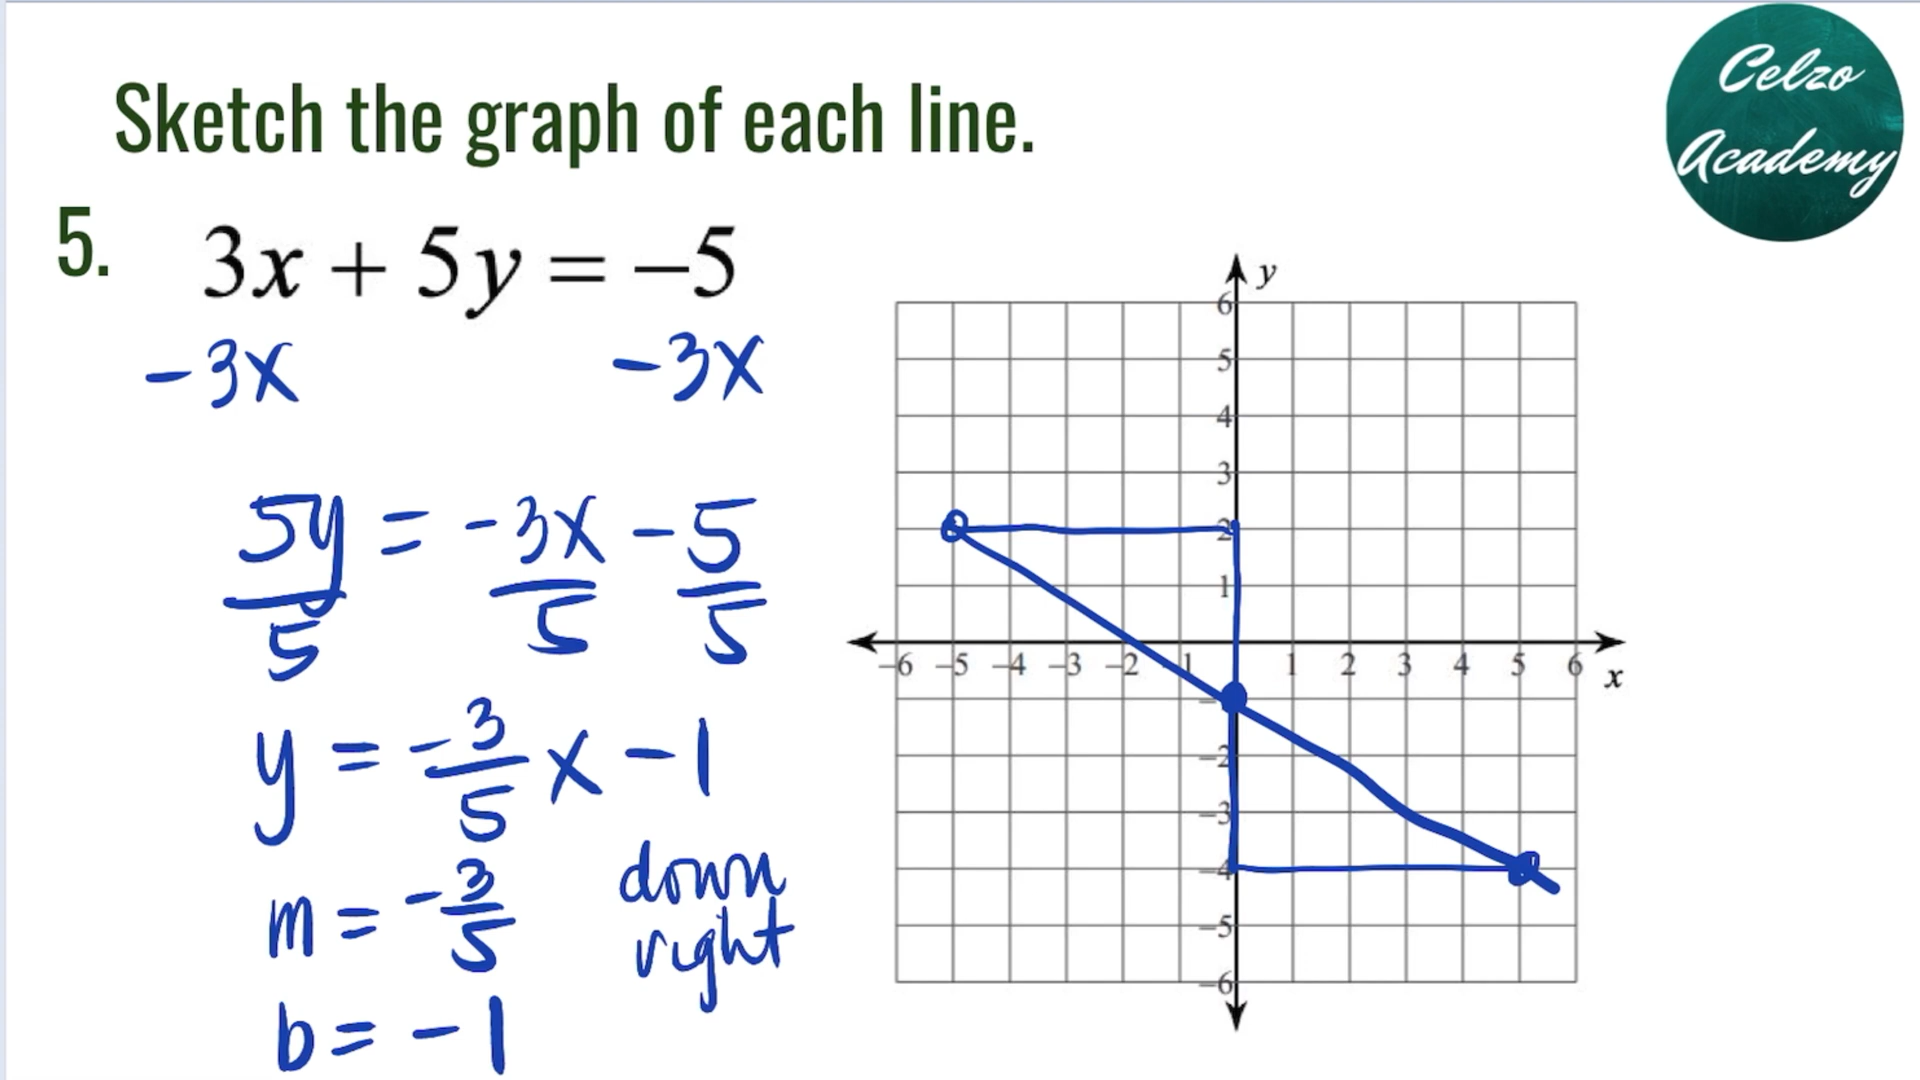 Celzo
Academy
Sketch the graph of each line.
5. 3x + 5y = −5
-3x -3x
5y = -3x - 5
5 5 5
y = -3/5 x - 1
m = -3/5
down
right
b = -1
y
6
5
4
3
2
1
−6 −5 −4 −3 −2 −1 1 2 3 4 5 6
x
−2
−3
−4
−5
−6